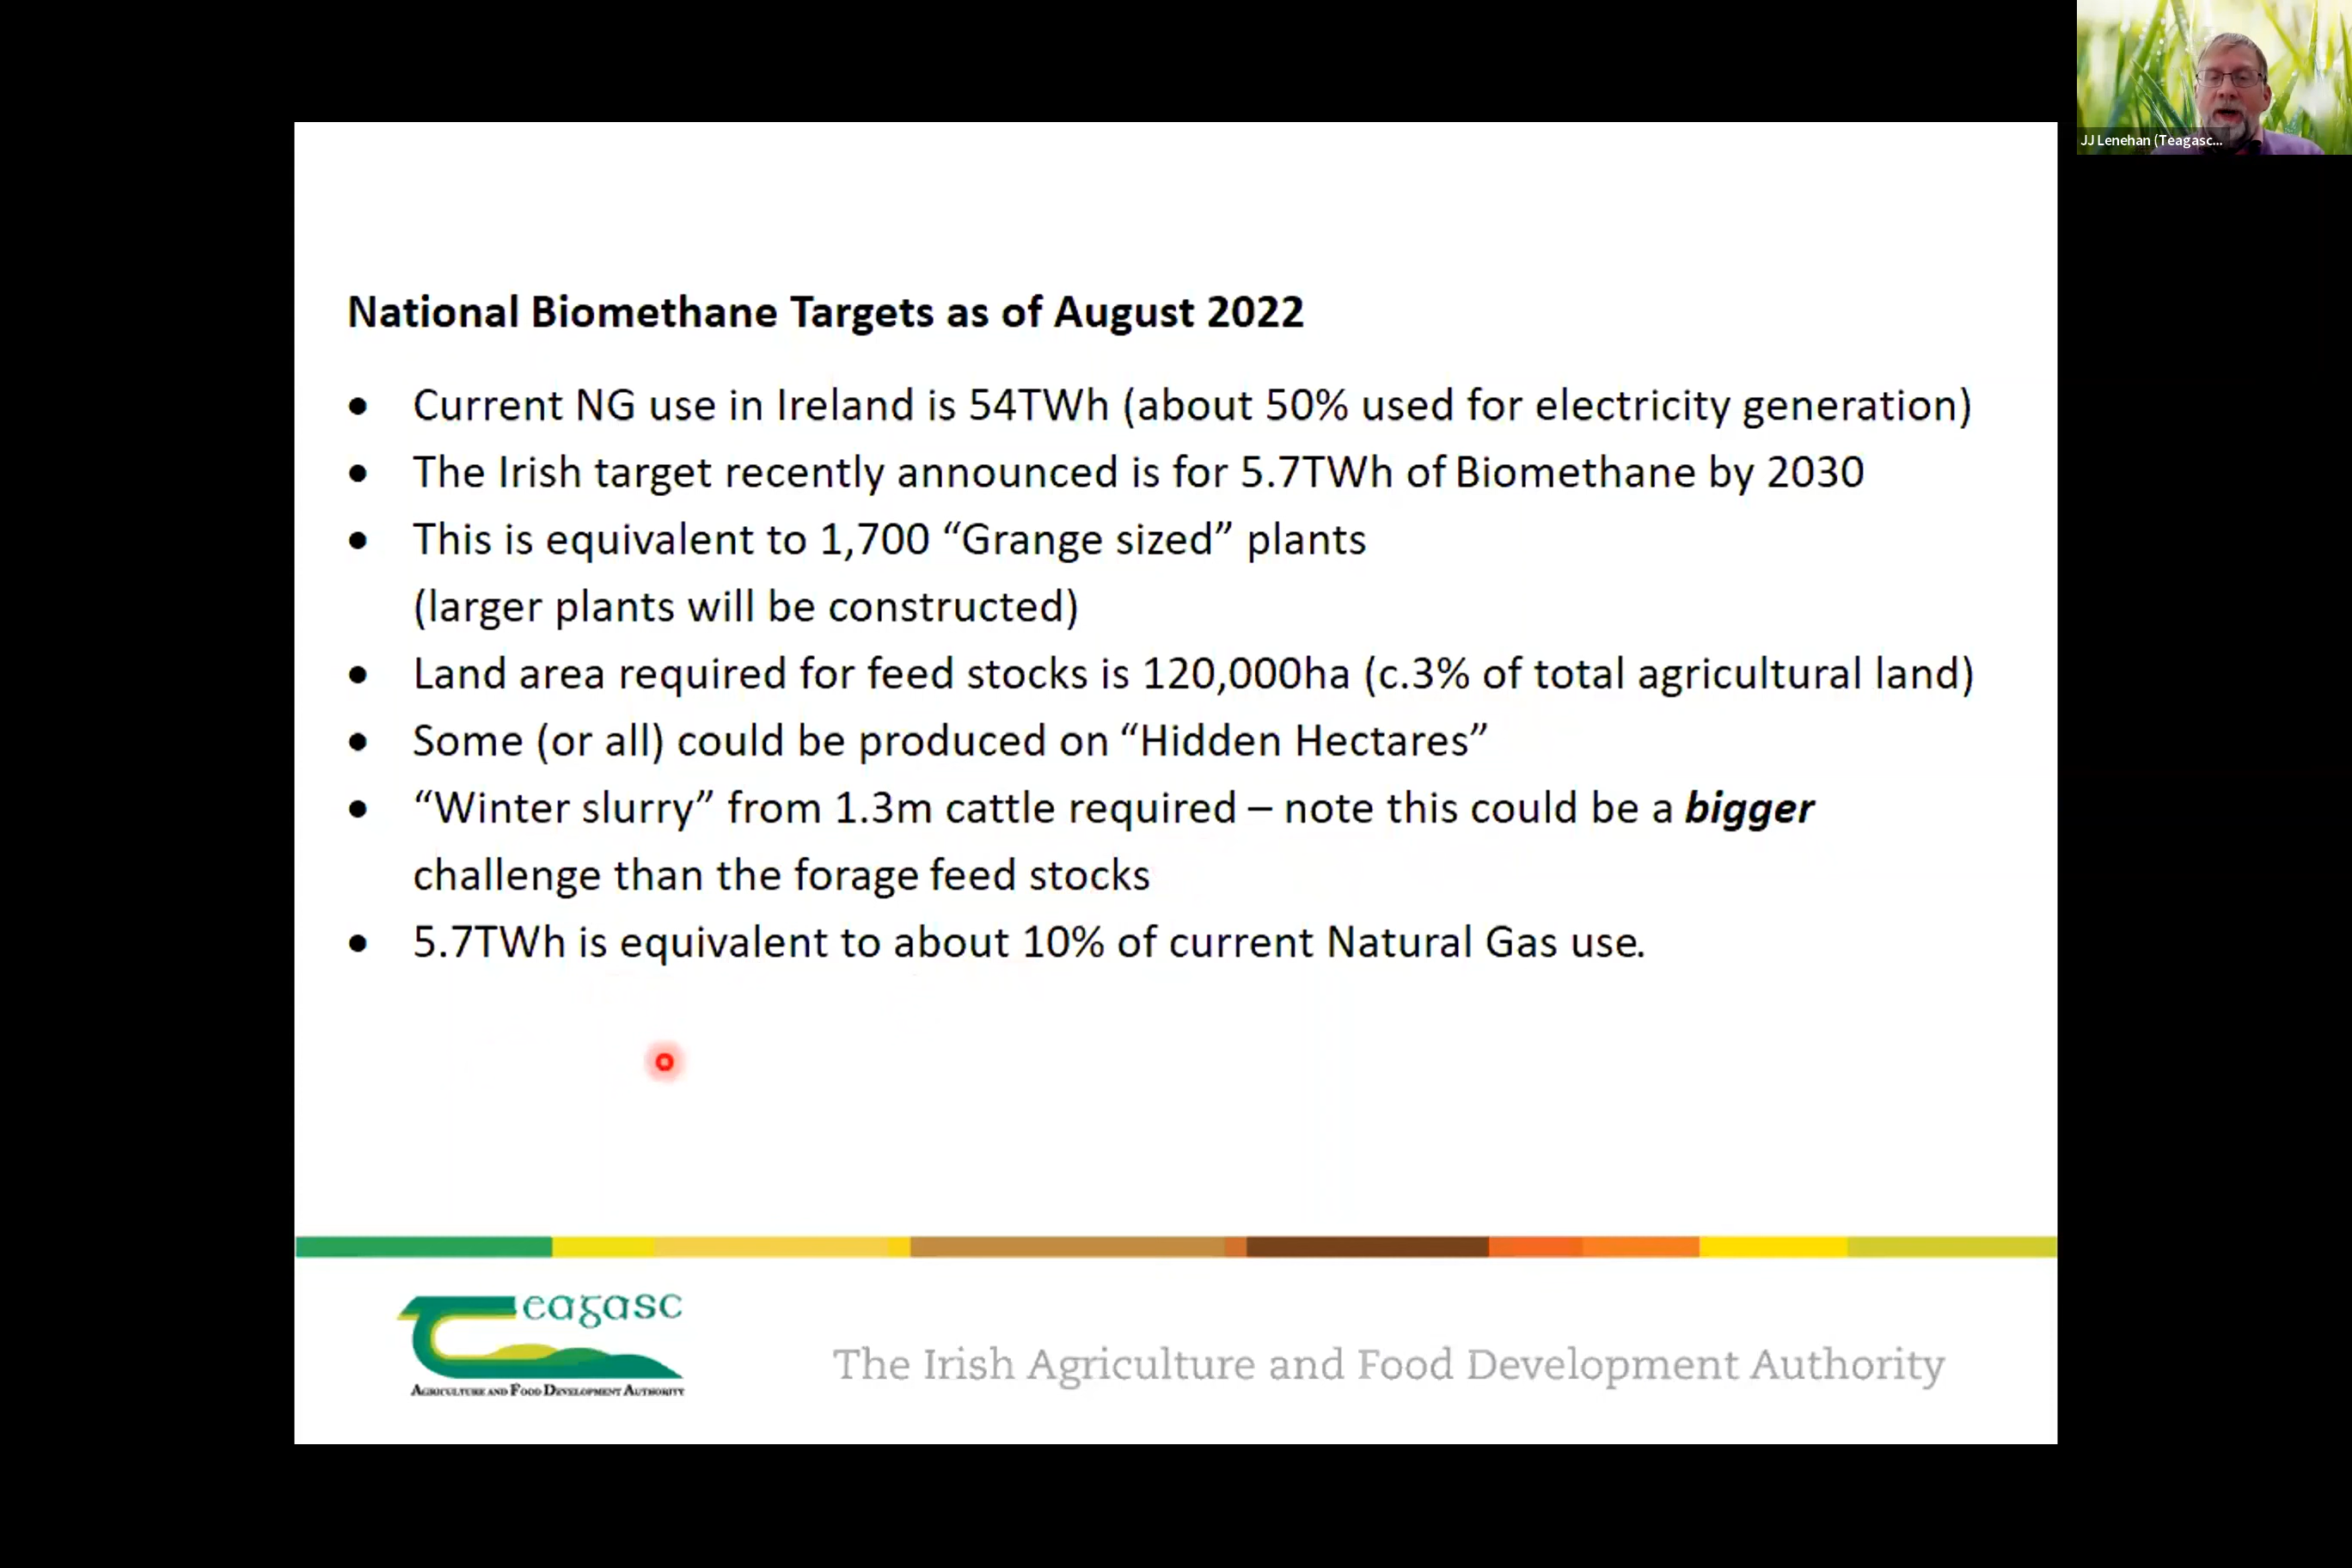 JJ Lenehan (Teagasc...
National Biomethane Targets as of August 2022
• Current NG use in Ireland is 54TWh (about 50% used for electricity generation)
• The Irish target recently announced is for 5.7TWh of Biomethane by 2030
• This is equivalent to 1,700 “Grange sized” plants
(larger plants will be constructed)
• Land area required for feed stocks is 120,000ha (c.3% of total agricultural land)
• Some (or all) could be produced on “Hidden Hectares”
• “Winter slurry” from 1.3m cattle required – note this could be a bigger
challenge than the forage feed stocks
• 5.7TWh is equivalent to about 10% of current Natural Gas use.
Teagasc
AGRICULTURE AND FOOD DEVELOPMENT AUTHORITY
The Irish Agriculture and Food Development Authority